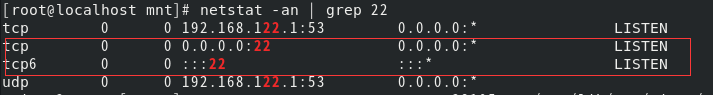 [root@localhost mnt]# netstat -an | grep 22
tcp        0      0 192.168.122.1:53        0.0.0.0:*               LISTEN
tcp        0      0 0.0.0.0:22              0.0.0.0:*               LISTEN
tcp6       0      0 :::22                   :::*                    LISTEN
udp        0      0 192.168.122.1:53        0.0.0.0:*